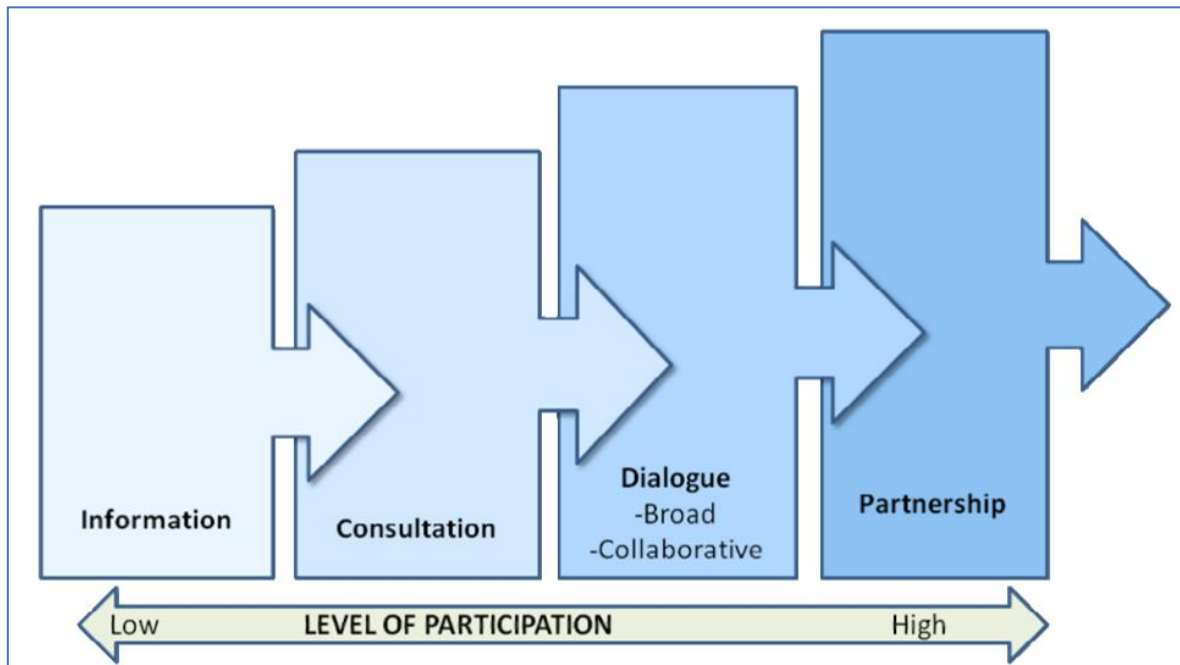 Information
Consultation
Dialogue
-Broad
-Collaborative
Partnership
Low LEVEL OF PARTICIPATION High